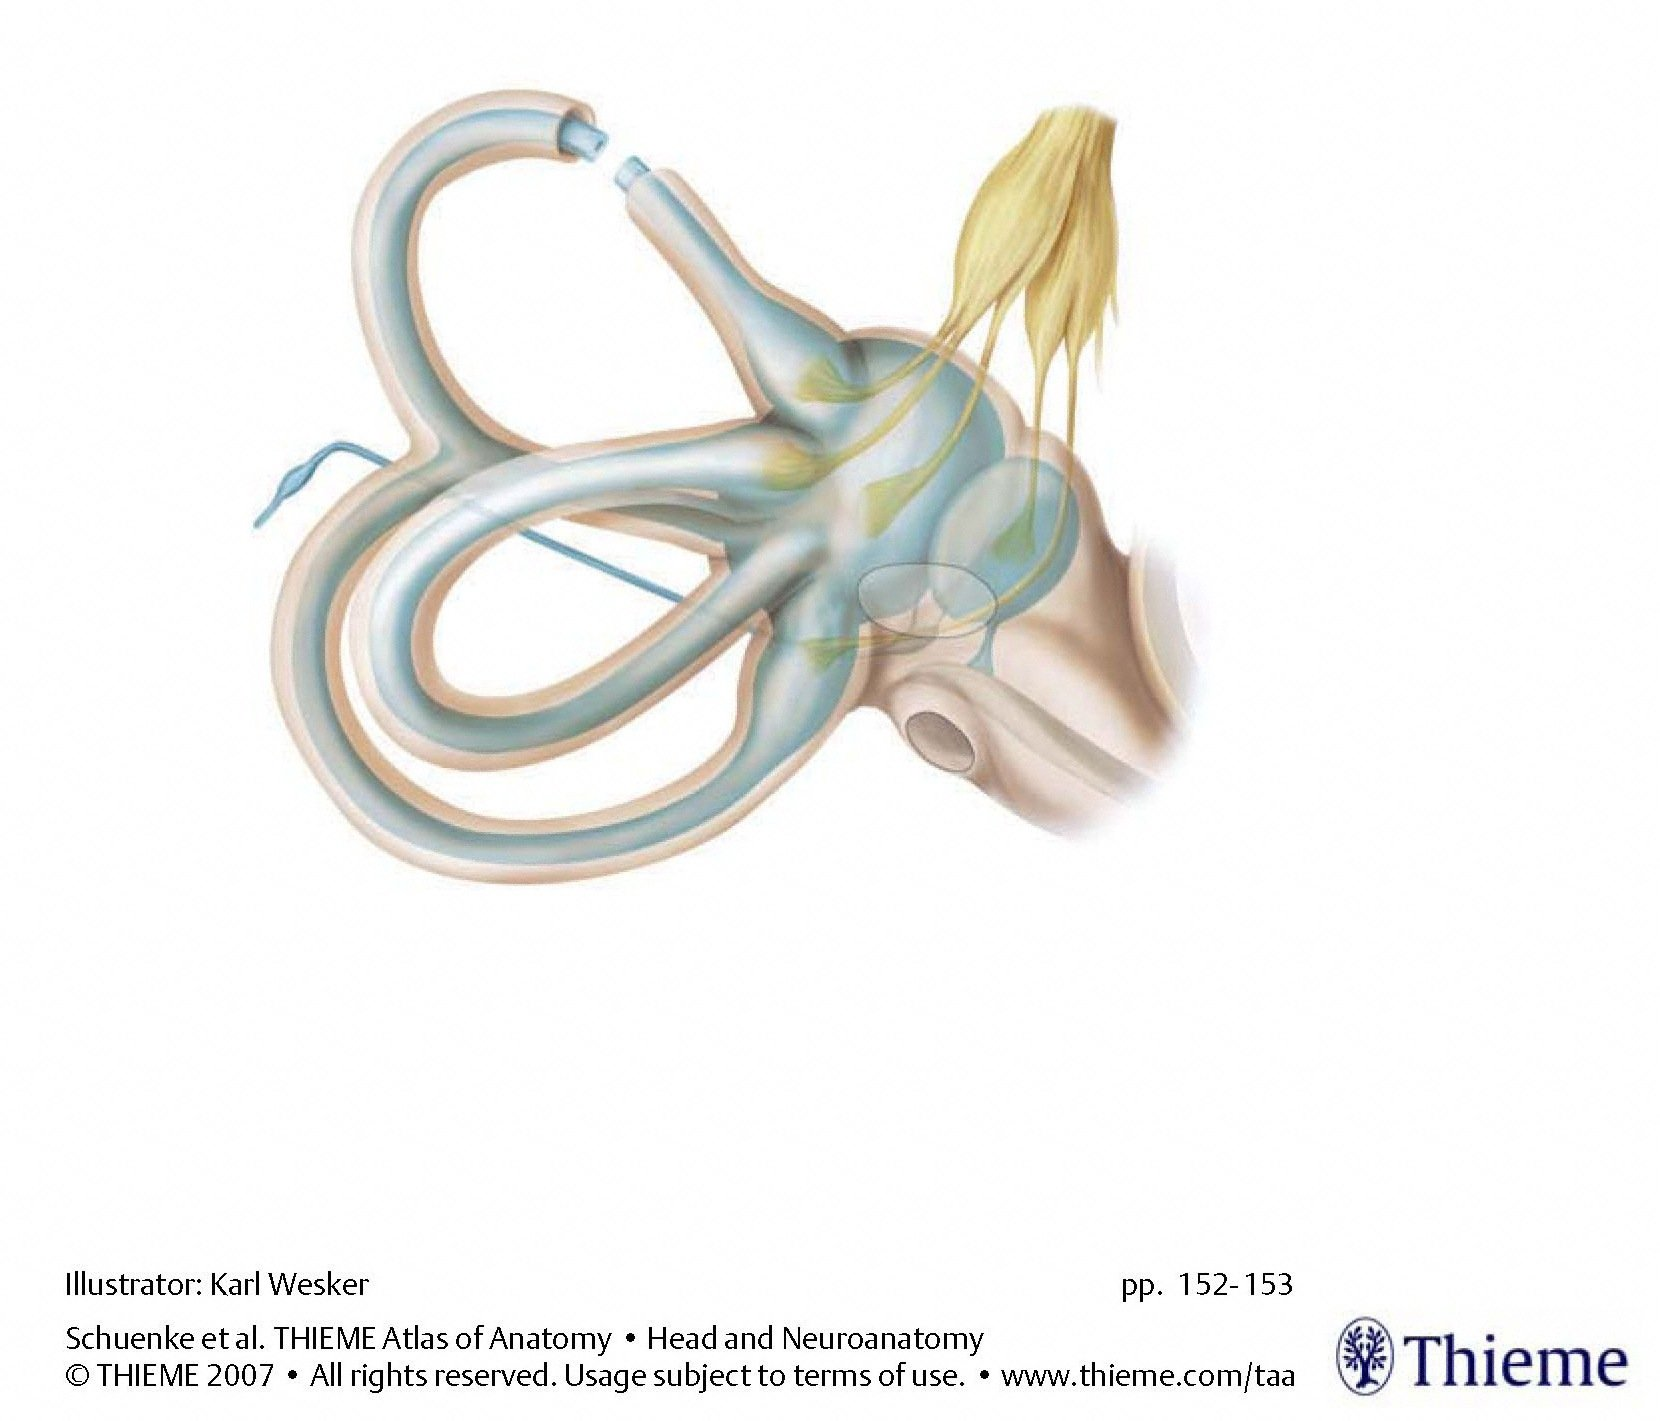 Illustrator: Karl Wesker pp. 152-153
Schuenke et al. THIEME Atlas of Anatomy • Head and Neuroanatomy
© THIEME 2007 • All rights reserved. Usage subject to terms of use. • www.thieme.com/taa
Thieme